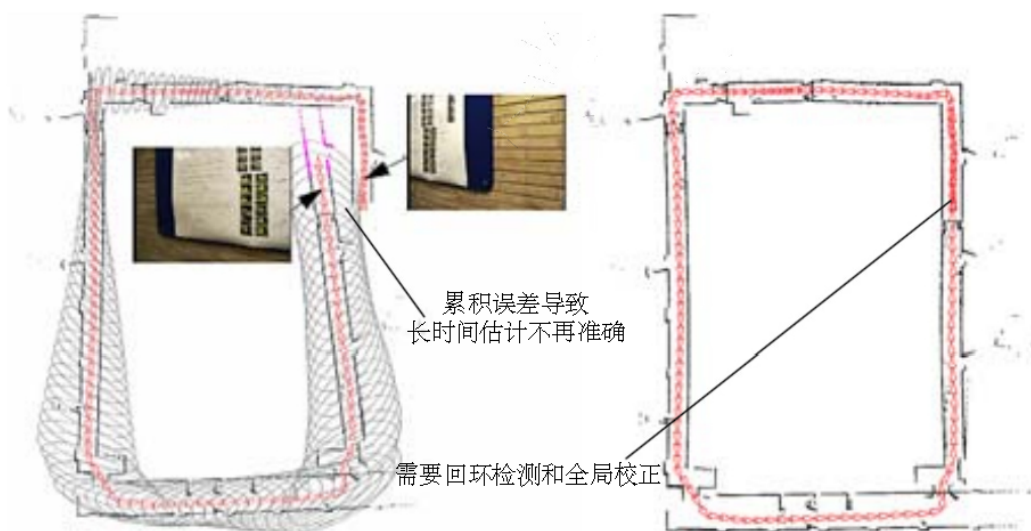 累积误差导致
长时间估计不再准确
需要回环检测和全局校正